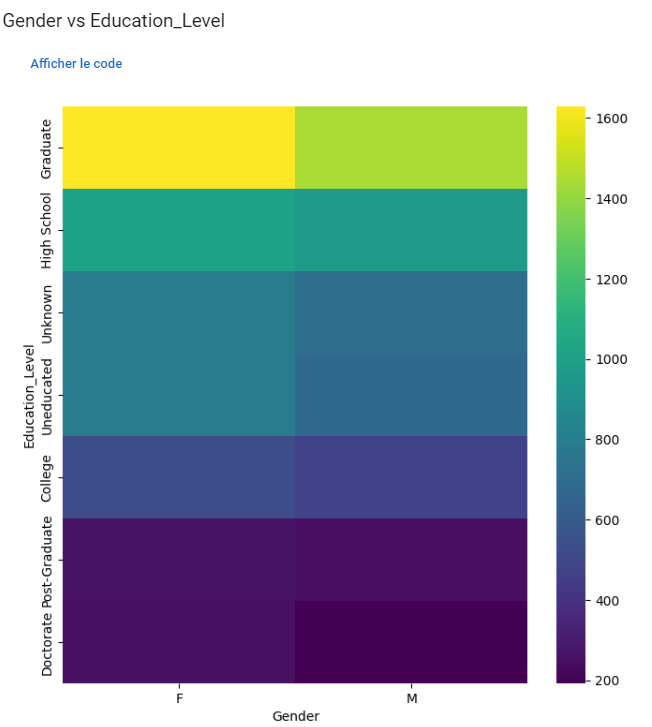 Gender vs Education_Level
Afficher le code
Education_Level
Graduate
High School
Unknown
Uneducated
College
Post-Graduate
Doctorate
F
M
Gender
1600
1400
1200
1000
800
600
400
200